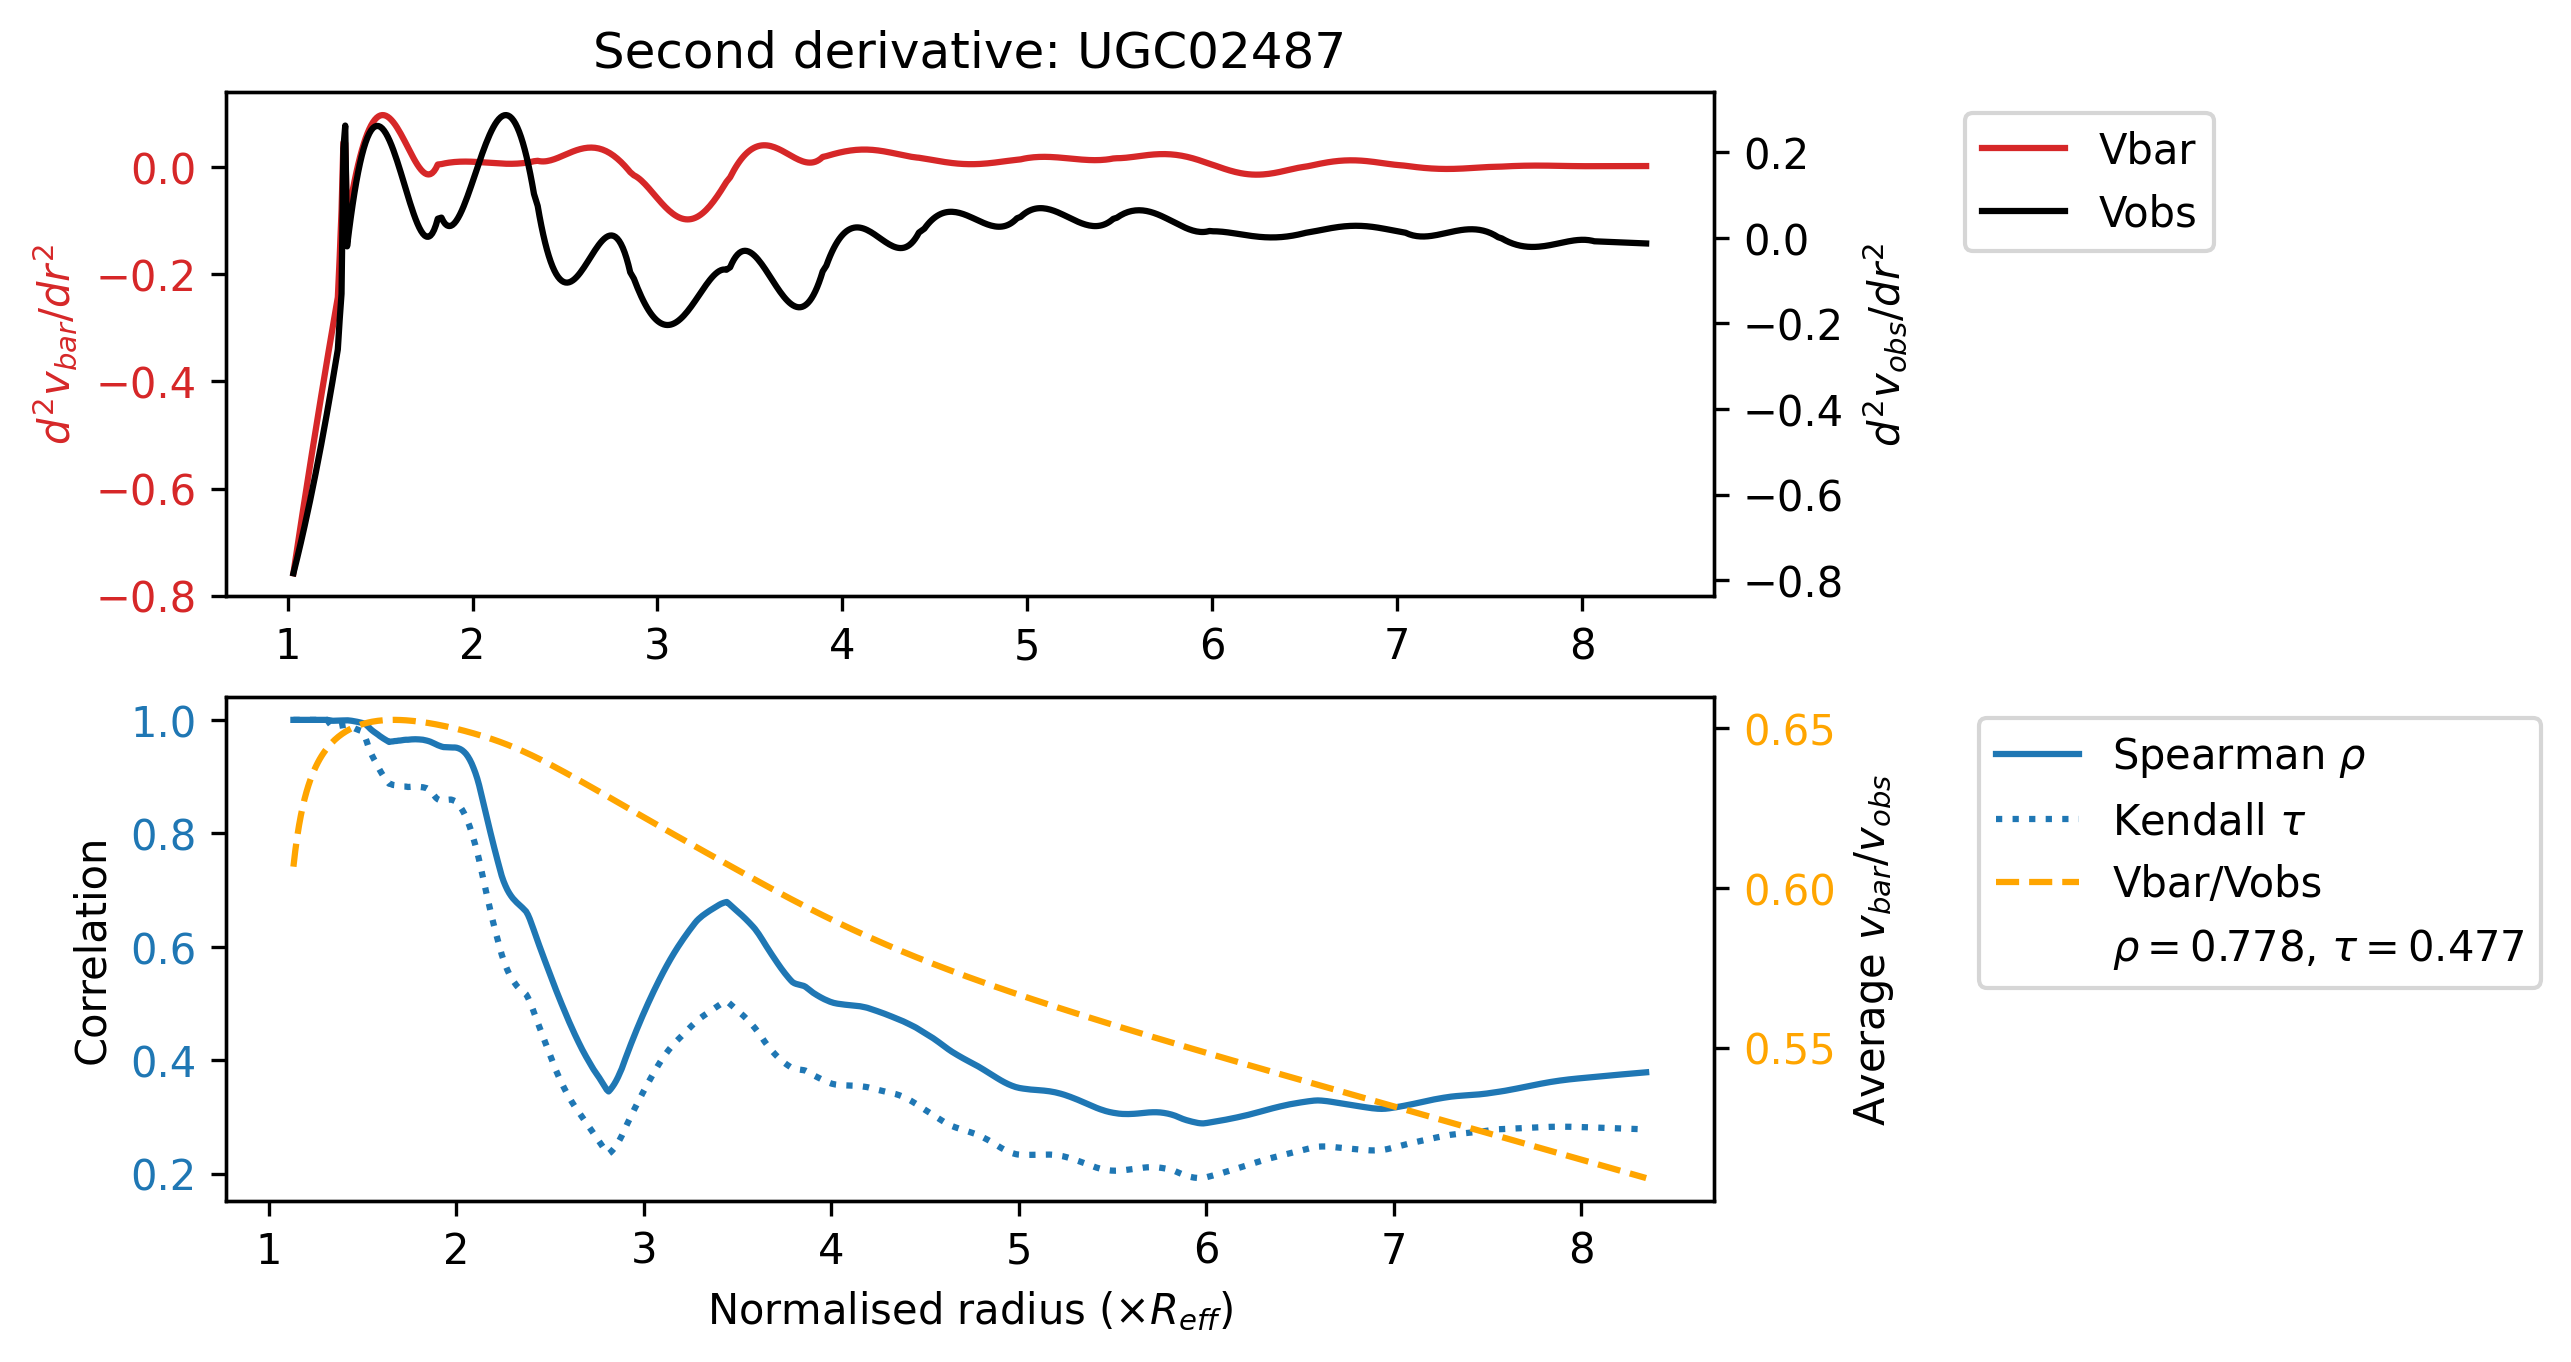 Second derivative: UGC02487
d²v_bar/dr²
0.0
−0.2
−0.4
−0.6
−0.8
0.2
0.0
−0.2
−0.4
−0.6
−0.8
d²v_obs/dr²
1 2 3 4 5 6 7 8
Vbar
Vobs
Correlation
1.0
0.8
0.6
0.4
0.2
0.65
0.60
0.55
Average v_bar/v_obs
1 2 3 4 5 6 7 8
Normalised radius (×R_eff)
Spearman ρ
Kendall τ
Vbar/Vobs
ρ = 0.778, τ = 0.477